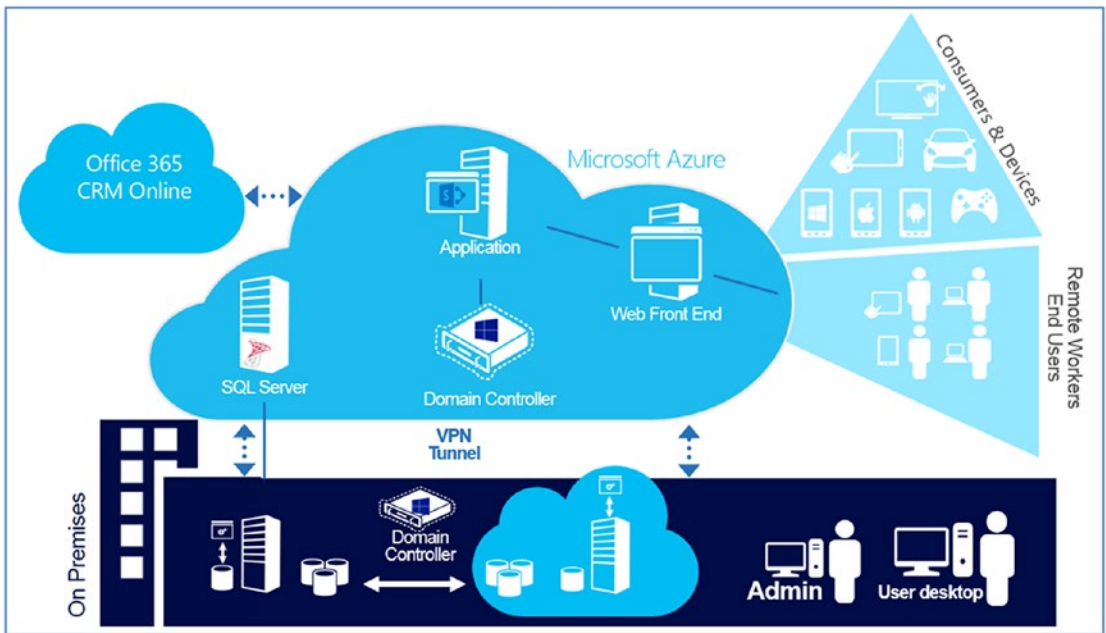 Office 365
CRM Online
Microsoft Azure
Application
Web Front End
SQL Server
Domain Controller
Consumers & Devices
Remote Workers
End Users
VPN
Tunnel
On Premises
Domain
Controller
Admin
User desktop